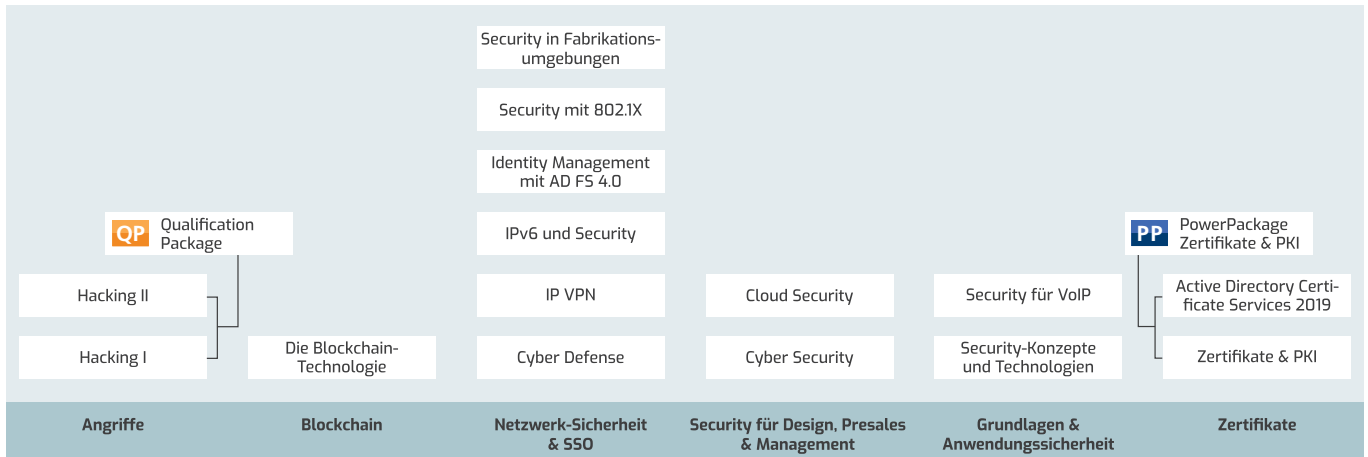 Security in Fabrikations-
umgebungen
Security mit 802.1X
Identity Management
mit AD FS 4.0
QP
Qualification
Package
IPv6 und Security
PP
PowerPackage
Zertifikate & PKI
Hacking II
IP VPN
Cloud Security
Security für VoIP
Active Directory Certi-
ficate Services 2019
Hacking I
Die Blockchain-
Technologie
Cyber Defense
Cyber Security
Security-Konzepte
und Technologien
Zertifikate & PKI
Angriffe
Blockchain
Netzwerk-Sicherheit
& SSO
Security für Design, Presales
& Management
Grundlagen &
Anwendungssicherheit
Zertifikate